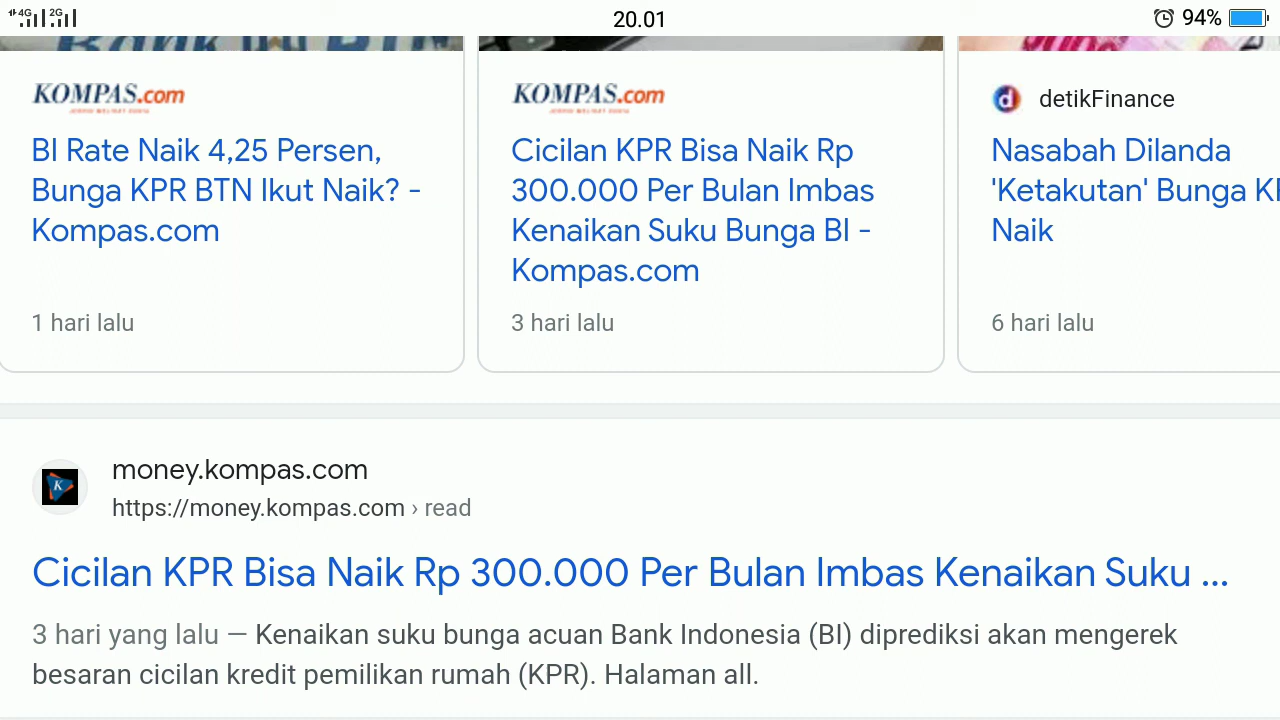 4G 2G 20.01 94%
Bank
KOMPAS.com
BI Rate Naik 4,25 Persen,
Bunga KPR BTN Ikut Naik? -
Kompas.com
1 hari lalu
KOMPAS.com
Cicilan KPR Bisa Naik Rp
300.000 Per Bulan Imbas
Kenaikan Suku Bunga BI -
Kompas.com
3 hari lalu
d detikFinance
Nasabah Dilanda
'Ketakutan' Bunga
Naik
6 hari lalu
K
money.kompas.com
https://money.kompas.com › read
Cicilan KPR Bisa Naik Rp 300.000 Per Bulan Imbas Kenaikan Suku ...
3 hari yang lalu — Kenaikan suku bunga acuan Bank Indonesia (BI) diprediksi akan mengerek
besaran cicilan kredit pemilikan rumah (KPR). Halaman all.